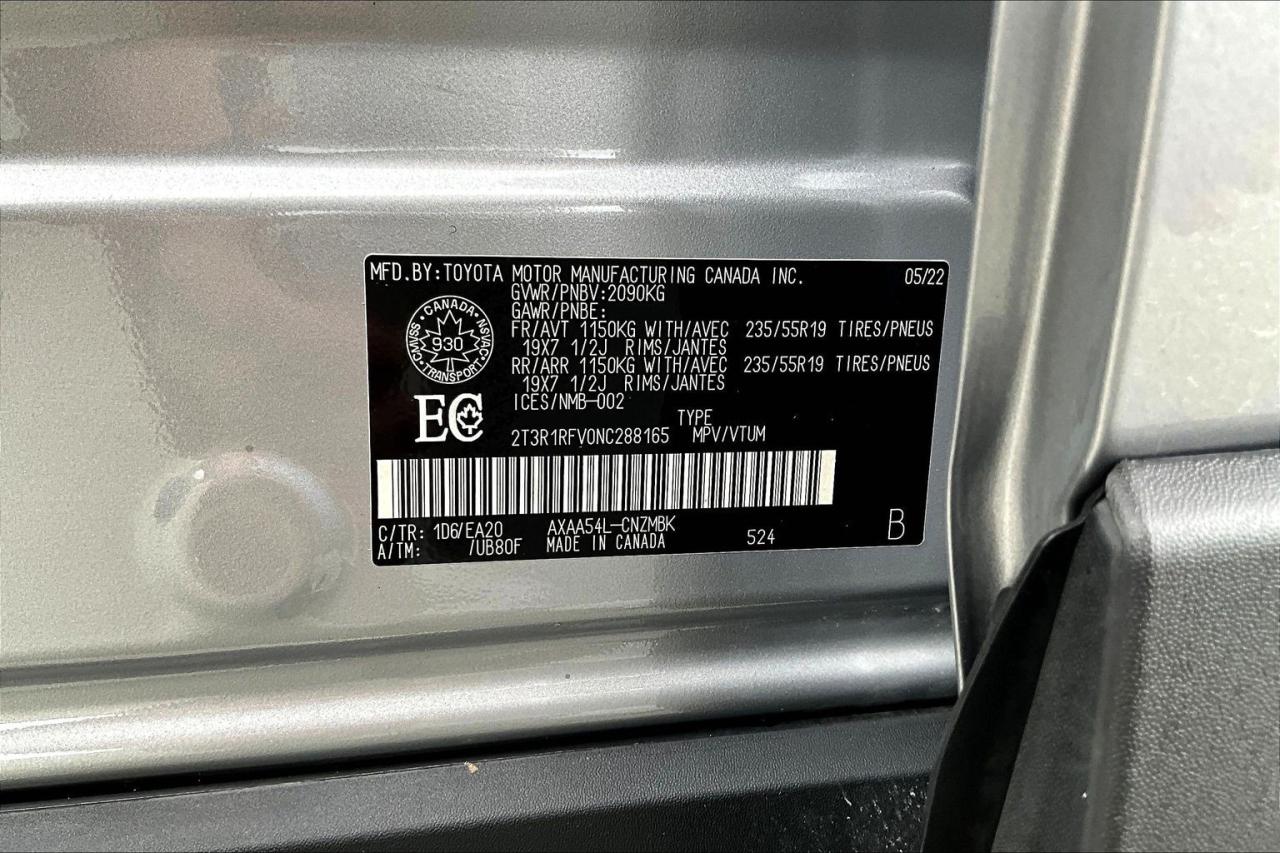 MFD.BY:TOYOTA MOTOR MANUFACTURING CANADA INC. 05/22
GVWR/PNBV:2090KG
GAWR/PNBE:
FR/AVT 1150KG WITH/AVEC 235/55R19 TIRES/PNEUS
19X7 1/2J RIMS/JANTES
RR/ARR 1150KG WITH/AVEC 235/55R19 TIRES/PNEUS
19X7 1/2J RIMS/JANTES
ICES/NMB-002
CANADA
CMVSS 930 NSVAC
TRANSPORT
EC
TYPE
2T3R1RFV0NC288165 MPV/VTUM
C/TR: 1D6/EA20 AXAA54L-CNZMBK
A/TM: /UB80F MADE IN CANADA 524 B